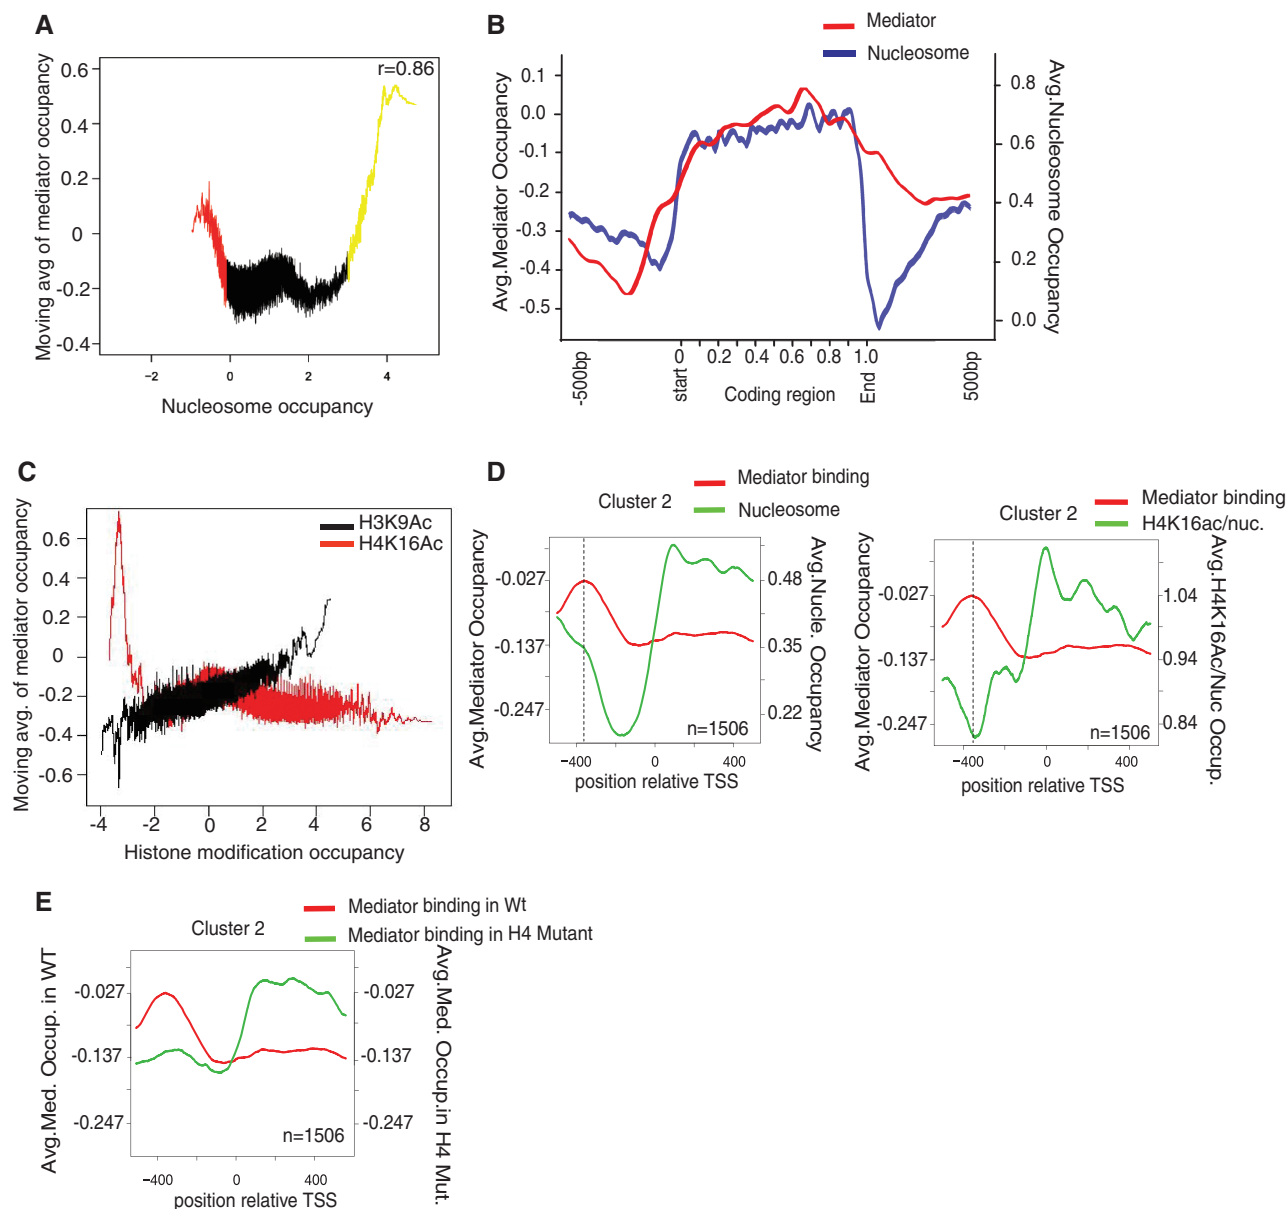 A
r=0.86
Moving avg of mediator occupancy
0.6
0.4
0.2
0
-0.2
-0.4
−2
0
2
4
Nucleosome occupancy
B
Mediator
Nucleosome
Avg.Mediator Occupancy
0.1
0.0
-0.1
-0.2
-0.3
-0.4
-0.5
Avg.Nucleosome Occupancy
0.8
0.6
0.4
0.2
0.0
-500bp
start
0
0.2
0.4
0.6
0.8
1.0
End
500bp
Coding region
C
H3K9Ac
H4K16Ac
Moving avg. of mediator occupancy
0.6
0.4
0.2
0
-0.2
-0.4
-0.6
-4
-2
0
2
4
6
8
Histone modification occupancy
D
Cluster 2
Mediator binding
Nucleosome
Avg.Mediator Occupancy
-0.027
-0.137
-0.247
Avg.Nucle. Occupancy
0.48
0.35
0.22
n=1506
−400
0
400
position relative TSS
Cluster 2
Mediator binding
H4K16ac/nuc.
Avg.Mediator Occupancy
-0.027
-0.137
-0.247
Avg.H4K16Ac/Nuc Occup.
1.04
0.94
0.84
n=1506
−400
0
400
position relative TSS
E
Cluster 2
Mediator binding in Wt
Mediator binding in H4 Mutant
Avg.Med. Occup. in WT
-0.027
-0.137
-0.247
Avg.Med. Occup.in H4 Mut.
-0.027
-0.137
-0.247
n=1506
−400
0
400
position relative TSS